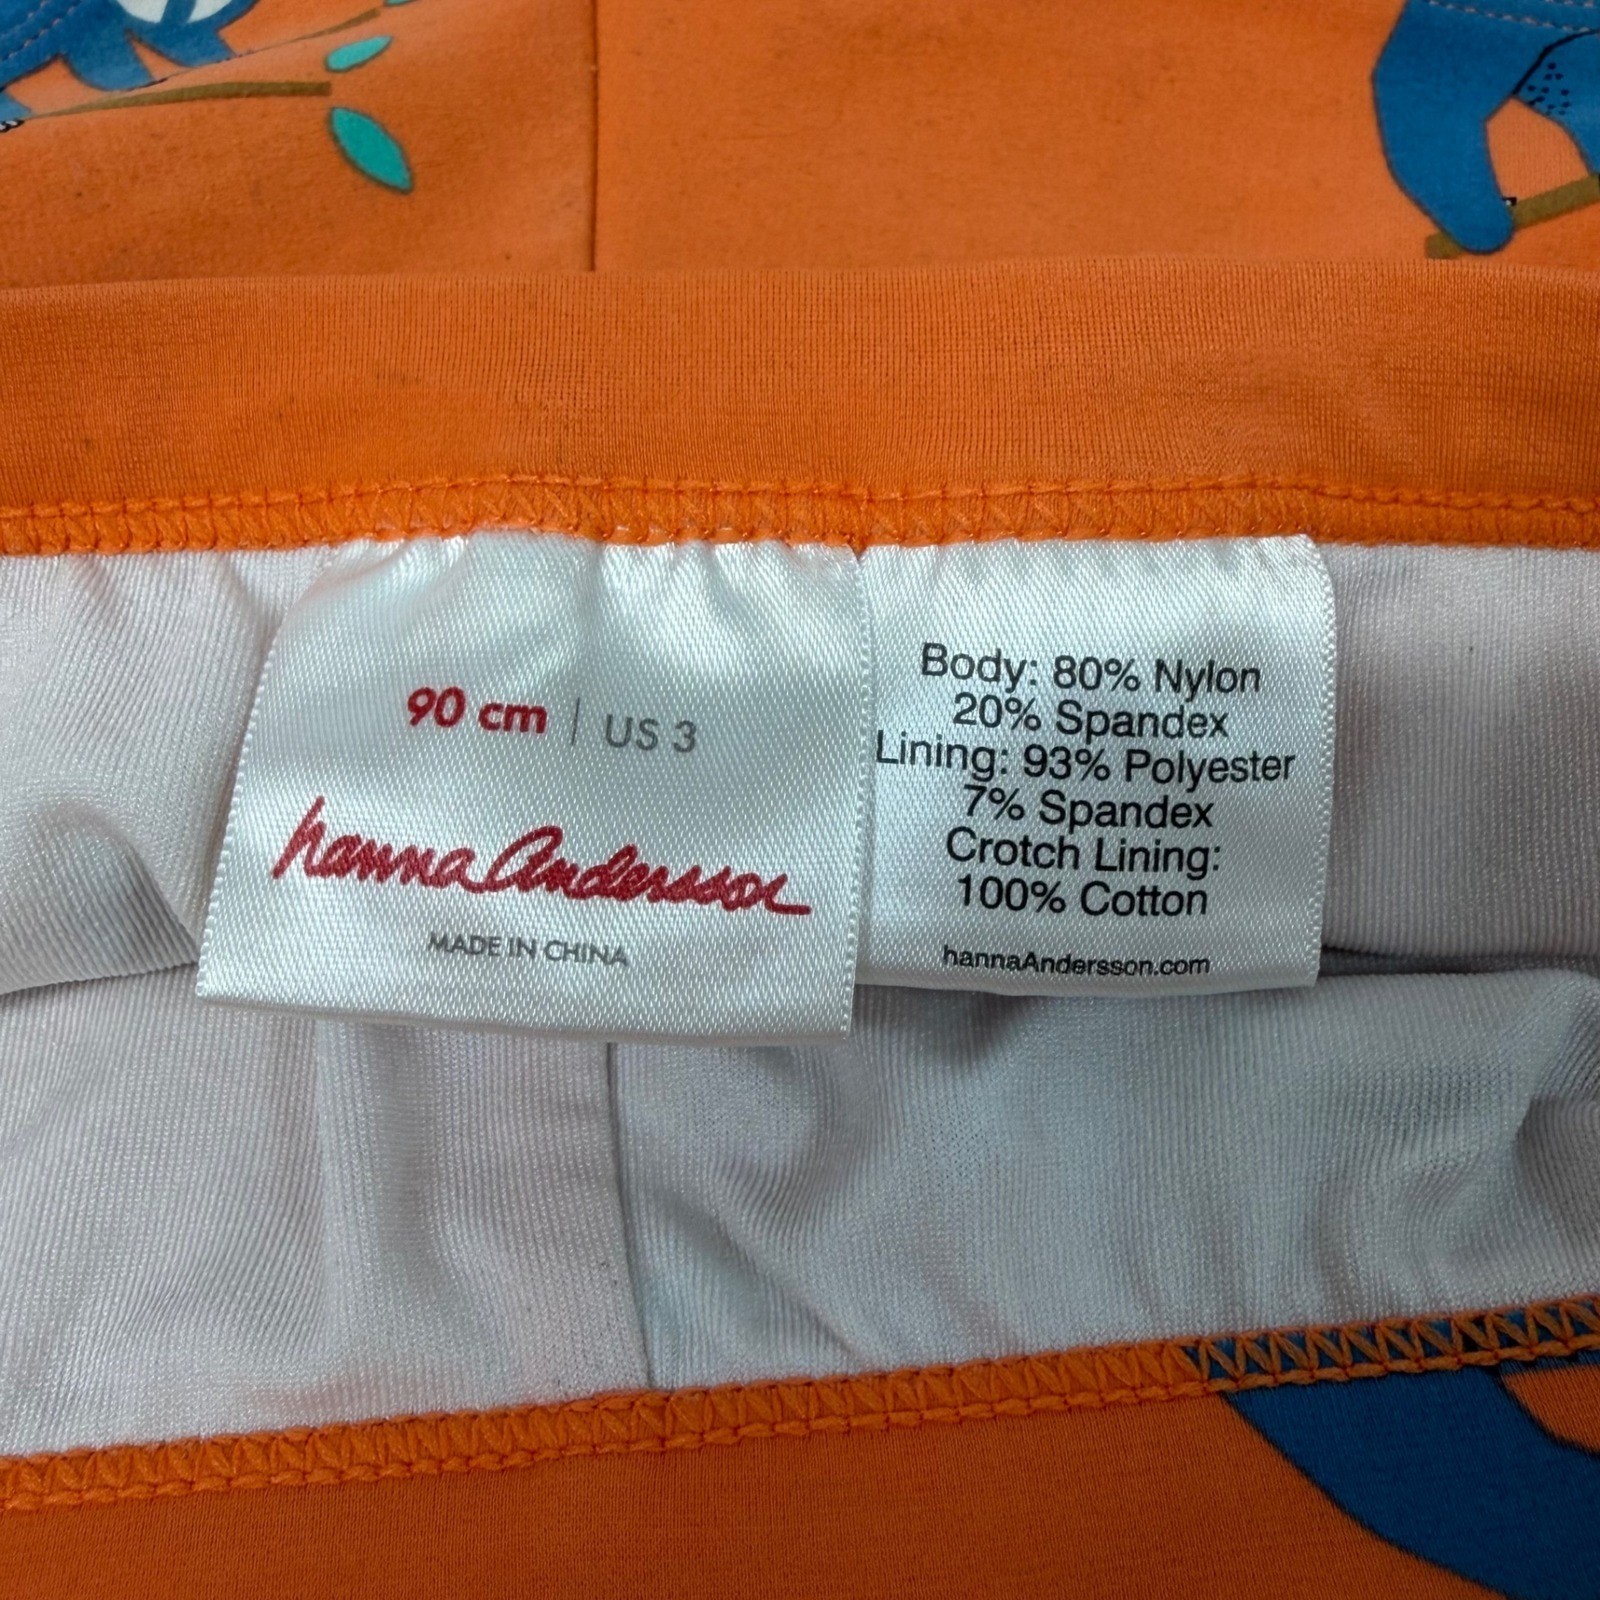 90 cm | US 3
hanna Andersson
MADE IN CHINA
Body: 80% Nylon
20% Spandex
Lining: 93% Polyester
7% Spandex
Crotch Lining:
100% Cotton
hannaAndersson.com